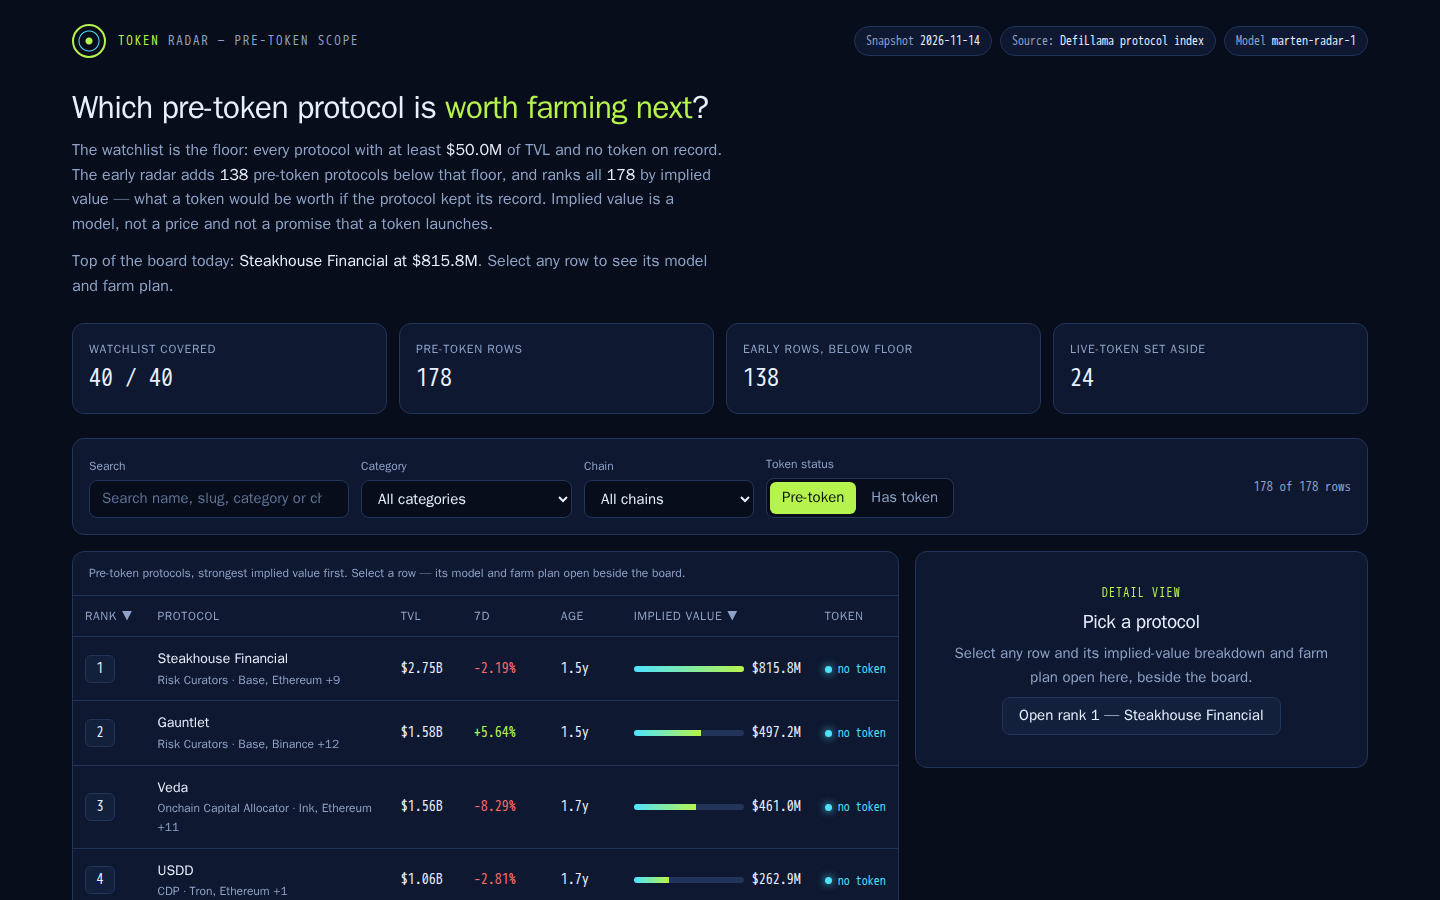 TOKEN RADAR — PRE-TOKEN SCOPE
Snapshot 2026-11-14
Source: DefiLlama protocol index
Model marten-radar-1
Which pre-token protocol is worth farming next?
The watchlist is the floor: every protocol with at least $50.0M of TVL and no token on record.
The early radar adds 138 pre-token protocols below that floor, and ranks all 178 by implied
value — what a token would be worth if the protocol kept its record. Implied value is a
model, not a price and not a promise that a token launches.
Top of the board today: Steakhouse Financial at $815.8M. Select any row to see its model
and farm plan.
WATCHLIST COVERED
40 / 40
PRE-TOKEN ROWS
178
EARLY ROWS, BELOW FLOOR
138
LIVE-TOKEN SET ASIDE
24
Search
Search name, slug, category or ch
Category
All categories
Chain
All chains
Token status
Pre-token
Has token
178 of 178 rows
Pre-token protocols, strongest implied value first. Select a row — its model and farm plan open beside the board.
RANK ▼ PROTOCOL TVL 7D AGE IMPLIED VALUE ▼ TOKEN
1 Steakhouse Financial $2.75B -2.19% 1.5y $815.8M no token
Risk Curators · Base, Ethereum +9
2 Gauntlet $1.58B +5.64% 1.5y $497.2M no token
Risk Curators · Base, Binance +12
3 Veda $1.56B -8.29% 1.7y $461.0M no token
Onchain Capital Allocator · Ink, Ethereum
+11
4 USDD $1.06B -2.81% 1.7y $262.9M no token
CDP · Tron, Ethereum +1
DETAIL VIEW
Pick a protocol
Select any row and its implied-value breakdown and farm
plan open here, beside the board.
Open rank 1 — Steakhouse Financial